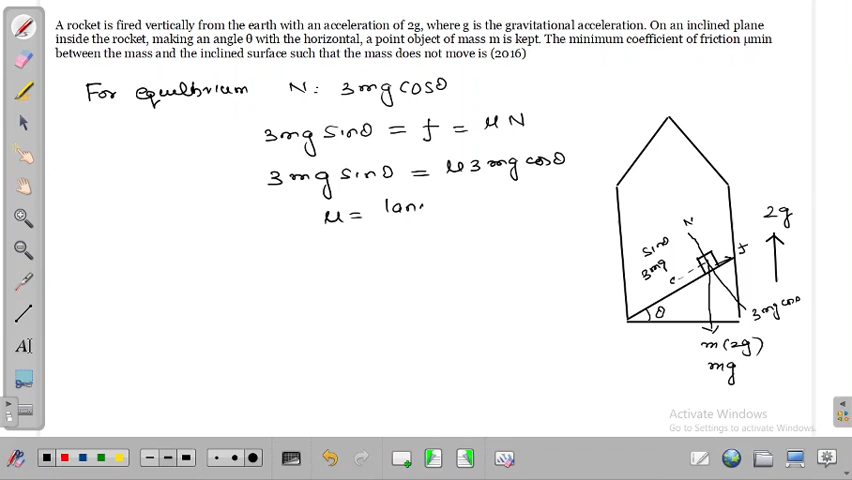 A rocket is fired vertically from the earth with an acceleration of 2g, where g is the gravitational acceleration. On an inclined plane
inside the rocket, making an angle θ with the horizontal, a point object of mass m is kept. The minimum coefficient of friction μmin
between the mass and the inclined surface such that the mass does not move is (2016)
For equilbrium N: 3mg cosθ
3mg sinθ = f = μN
3mg sinθ = μ3mg cosθ
μ = tan
2g
N
f
sinθ
3mg
θ
3mg cosθ
m(2g)
mg
Activate Windows
Go to Settings to activate Windows.